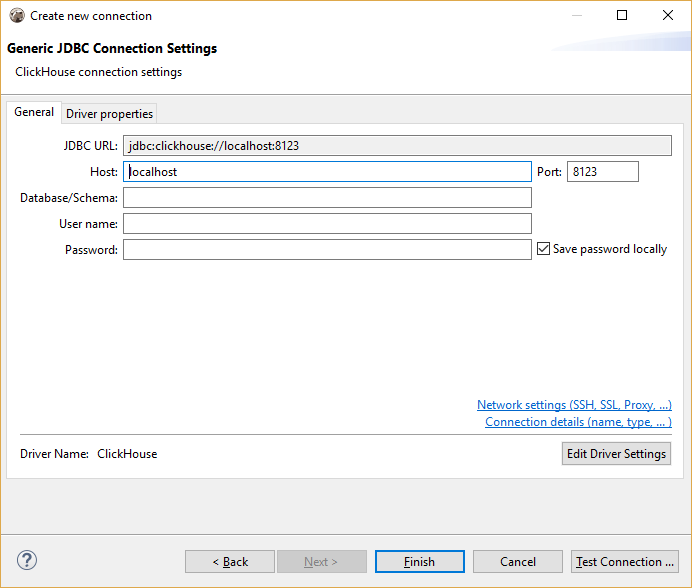 Create new connection
Generic JDBC Connection Settings
ClickHouse connection settings
General Driver properties
JDBC URL: jdbc:clickhouse://localhost:8123
Host: localhost Port: 8123
Database/Schema:
User name:
Password: Save password locally
Network settings (SSH, SSL, Proxy, ...)
Connection details (name, type, ... )
Driver Name: ClickHouse Edit Driver Settings
? < Back Next > Finish Cancel Test Connection ...